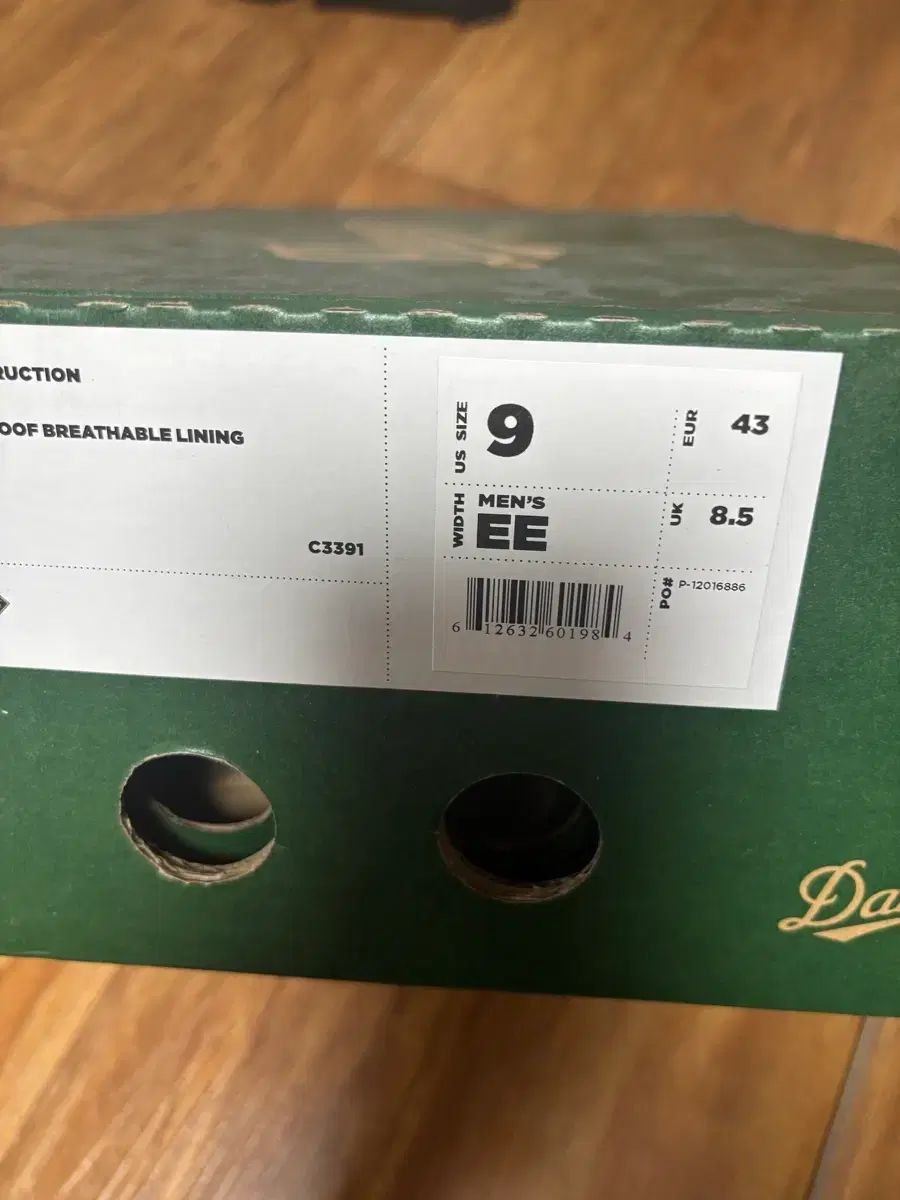 RUCTION
OOF BREATHABLE LINING
C3391
US SIZE 9
EUR 43
WIDTH MEN'S
EE
UK 8.5
PO# P-12016886
6 12632 60198 4
Da